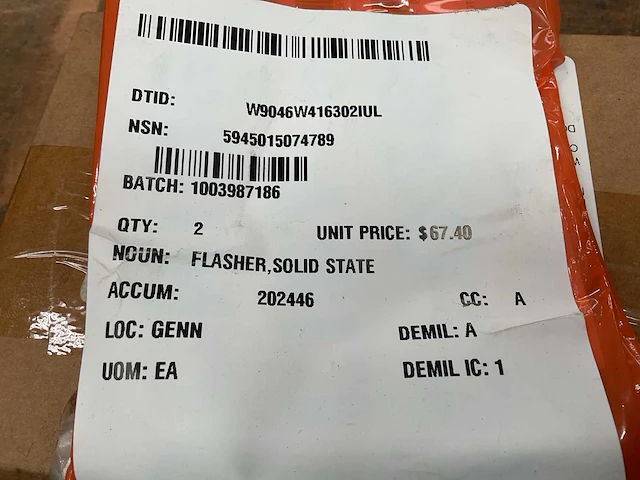 DTID: W9046W416302IUL
NSN: 5945015074789
BATCH: 1003987186
QTY: 2 UNIT PRICE: $67.40
NOUN: FLASHER,SOLID STATE
ACCUM: 202446 CC: A
LOC: GENN DEMIL: A
UOM: EA DEMIL IC: 1